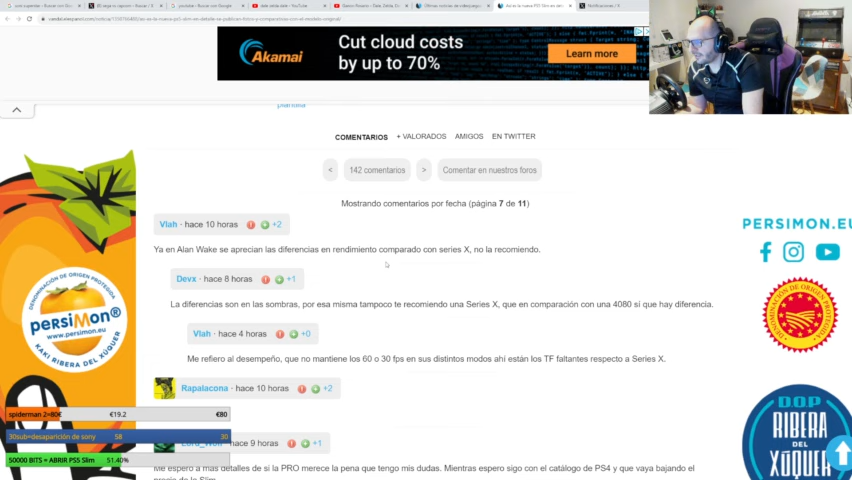 Akamai
Cut cloud costs
by up to 70%
Learn more
COMENTARIOS + VALORADOS AMIGOS EN TWITTER
< 142 comentarios > Comentar en nuestros foros
Mostrando comentarios por fecha (página 7 de 11)
Vlah · hace 10 horas +2
Ya en Alan Wake se aprecian las diferencias en rendimiento comparado con series X, no la recomiendo.
Devx · hace 8 horas +1
La diferencias son en las sombras, por esa misma tampoco te recomiendo una Series X, que en comparación con una 4080 sí que hay diferencia.
Vlah · hace 4 horas +0
Me refiero al desempeño, que no mantiene los 60 o 30 fps en sus distintos modos ahí están los TF faltantes respecto a Series X.
Rapalacona · hace 10 horas +2
hace 9 horas +1
Me espero a más detalles de si la PRO merece la pena que tengo mis dudas. Mientras espero sigo con el catálogo de PS4 y que vaya bajando el
precio de la Slim
DENOMINACIÓN DE ORIGEN PROTEGIDA
persiMon®
www.persimon.eu
KAKI RIBERA DEL XÚQUER
spiderman 2=80€ €19.2 €80
30sub=desaparición de sony 58 30
50000 BITS = ABRIR PS5 Slim 51.40%
PERSIMON.EU
DOP
RIBERA
DEL
XÚQUER